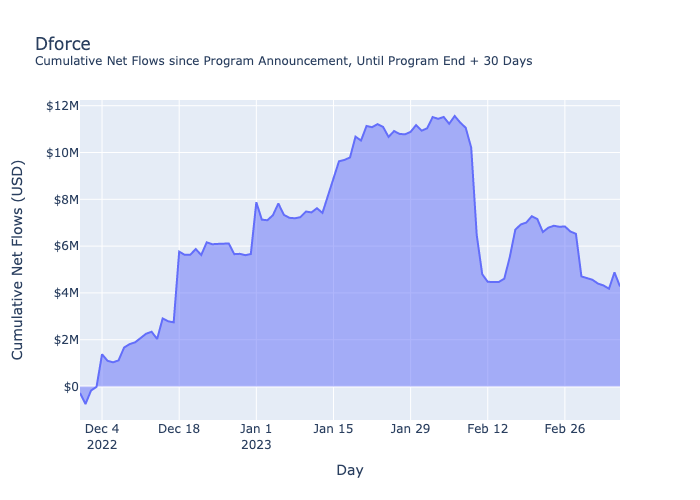 Dforce
Cumulative Net Flows since Program Announcement, Until Program End + 30 Days
Cumulative Net Flows (USD)
$12M
$10M
$8M
$6M
$4M
$2M
$0
Dec 4
2022
Dec 18
Jan 1
2023
Jan 15
Jan 29
Feb 12
Feb 26
Day